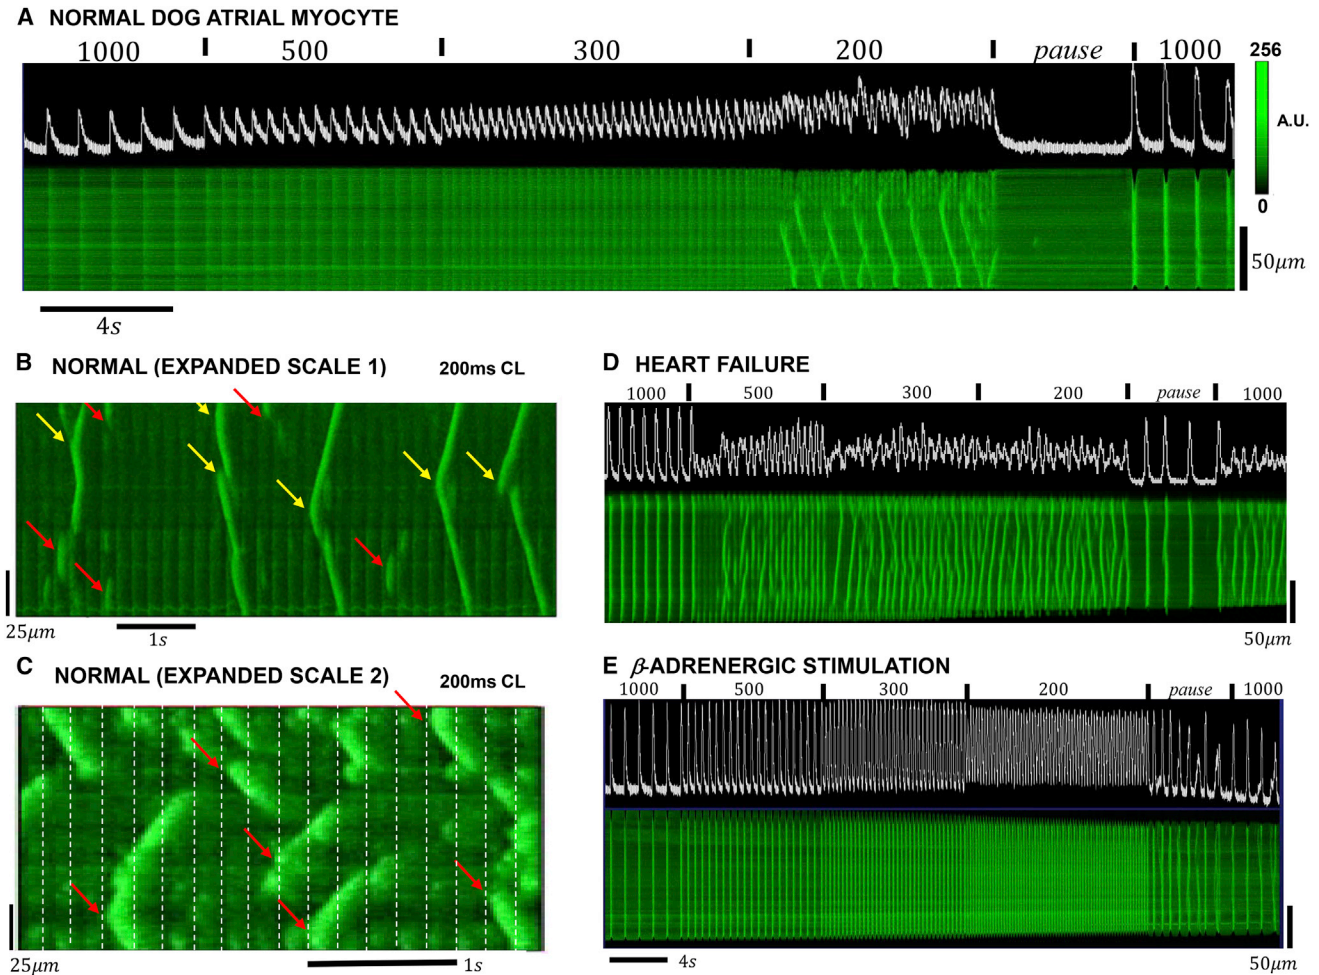 A NORMAL DOG ATRIAL MYOCYTE
1000 500 300 200 pause 1000
256
A.U.
0
50μm
4s
B NORMAL (EXPANDED SCALE 1) 200ms CL
25μm 1s
C NORMAL (EXPANDED SCALE 2) 200ms CL
25μm 1s
D HEART FAILURE
1000 500 300 200 pause 1000
50μm
E β-ADRENERGIC STIMULATION
1000 500 300 200 pause 1000
4s 50μm